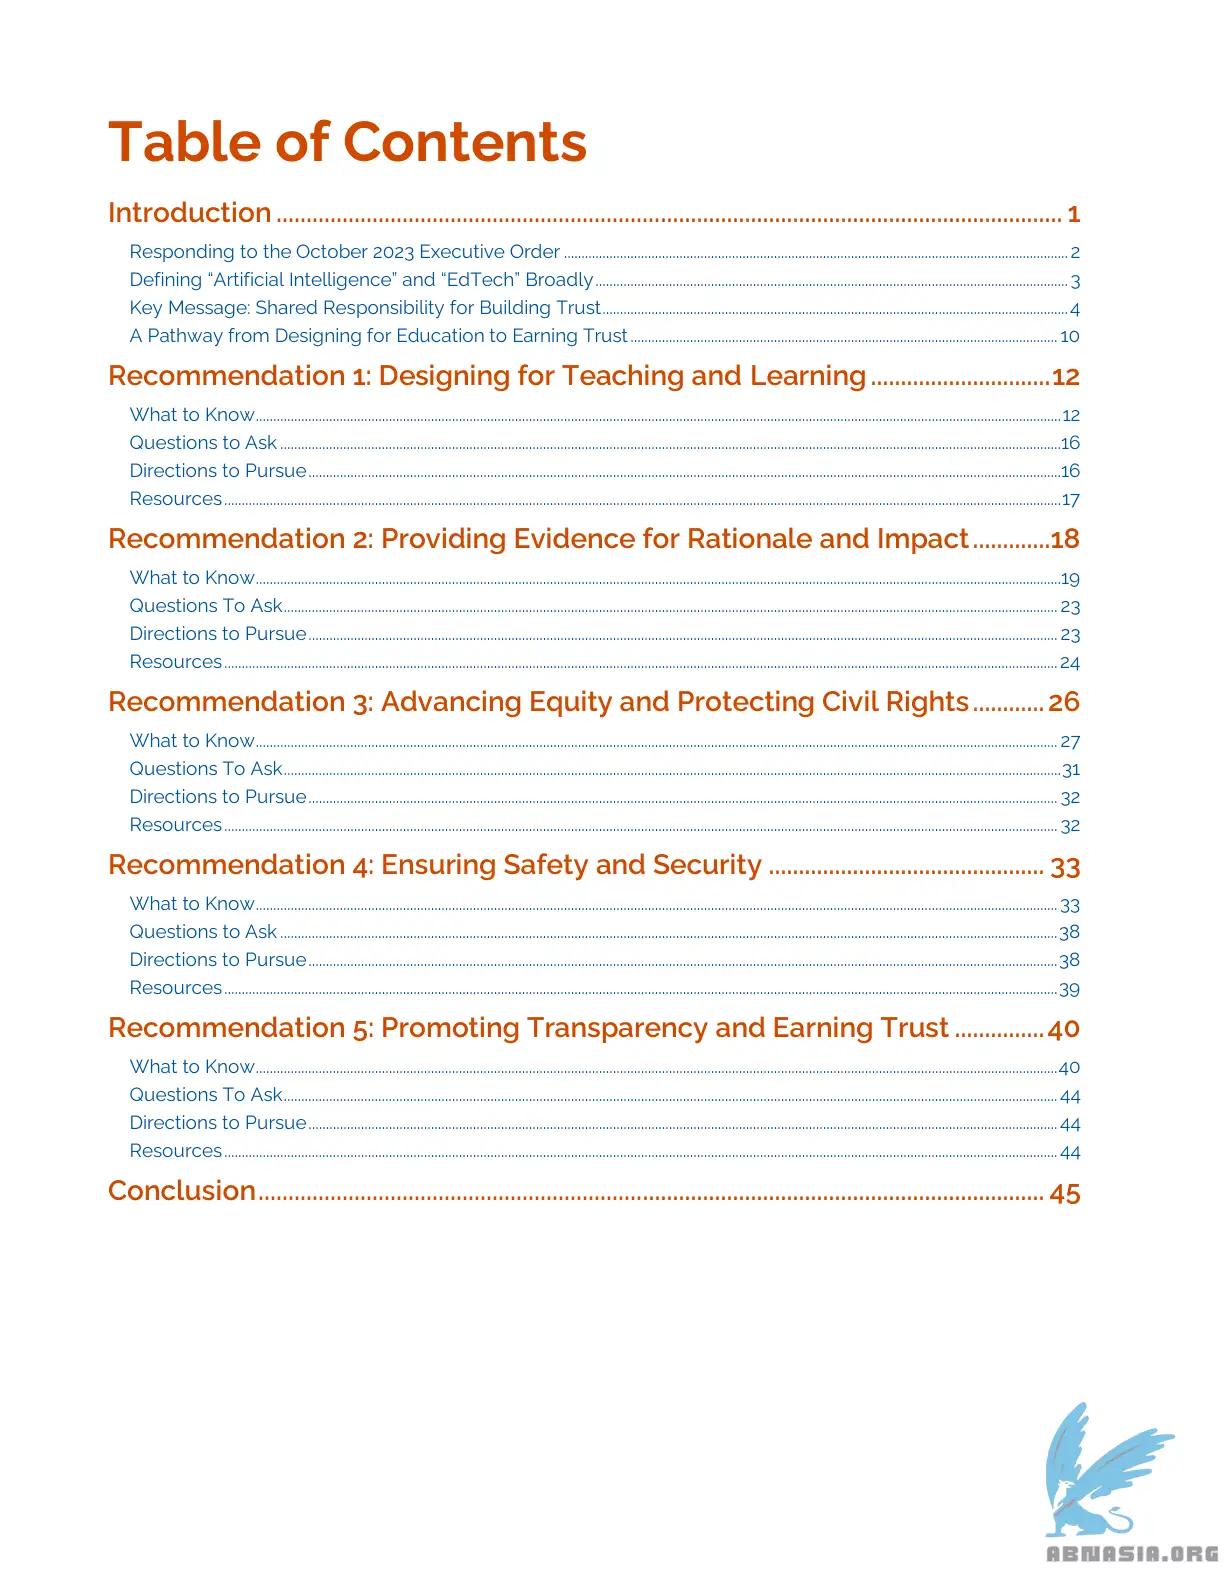 Table of Contents
Introduction 1
Responding to the October 2023 Executive Order 2
Defining “Artificial Intelligence” and “EdTech” Broadly 3
Key Message: Shared Responsibility for Building Trust 4
A Pathway from Designing for Education to Earning Trust 10
Recommendation 1: Designing for Teaching and Learning 12
What to Know 12
Questions to Ask 16
Directions to Pursue 16
Resources 17
Recommendation 2: Providing Evidence for Rationale and Impact 18
What to Know 19
Questions To Ask 23
Directions to Pursue 23
Resources 24
Recommendation 3: Advancing Equity and Protecting Civil Rights 26
What to Know 27
Questions To Ask 31
Directions to Pursue 32
Resources 32
Recommendation 4: Ensuring Safety and Security 33
What to Know 33
Questions to Ask 38
Directions to Pursue 38
Resources 39
Recommendation 5: Promoting Transparency and Earning Trust 40
What to Know 40
Questions To Ask 44
Directions to Pursue 44
Resources 44
Conclusion 45
ABNASIA.ORG